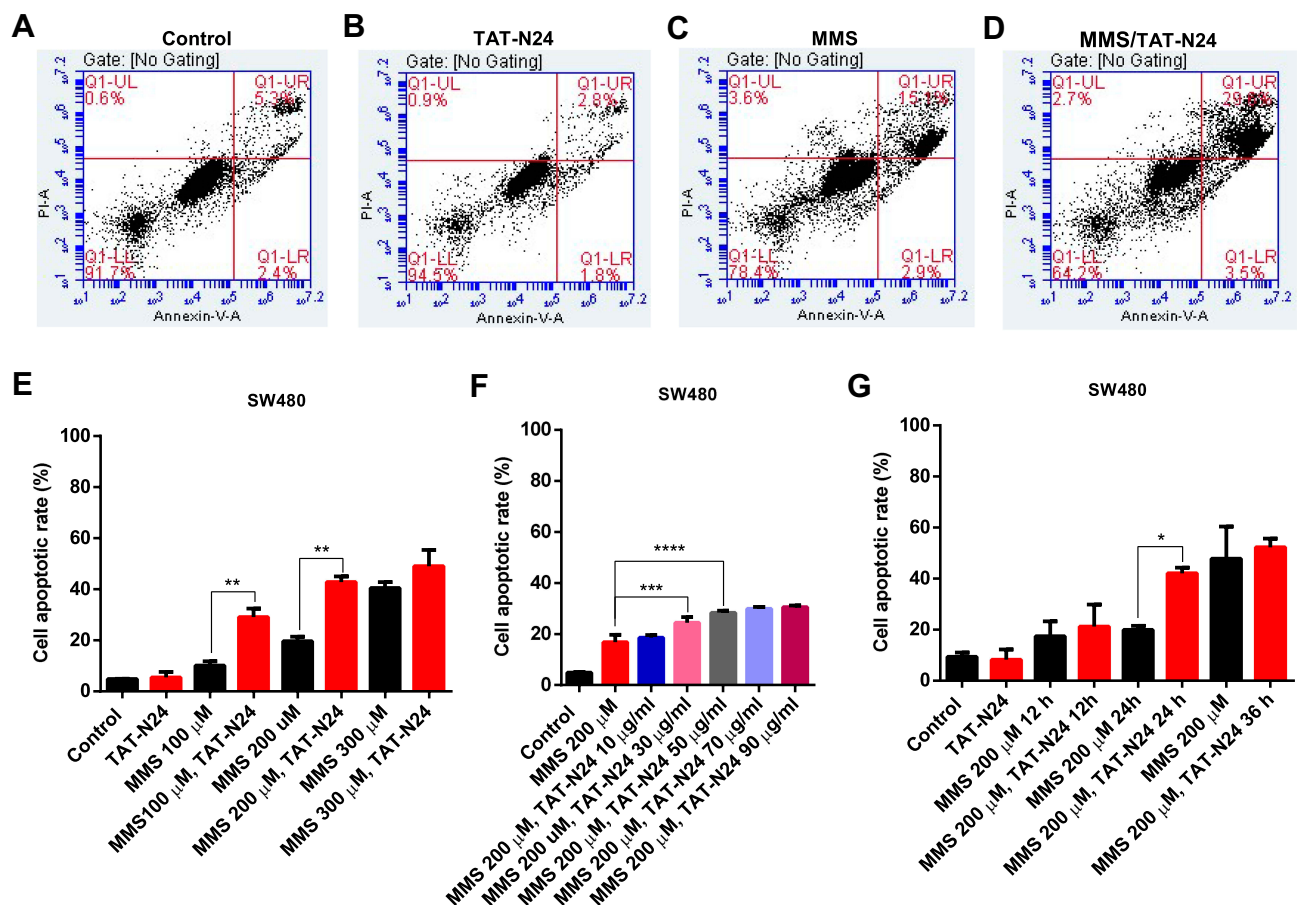 A
Control
Gate: [No Gating]
Q1-UL
0.6%
Q1-UR
5.3%
Q1-LL
91.7%
Q1-LR
2.4%
PI-A
10¹ 10² 10³ 10⁴ 10⁵ 10⁶ 10⁷·²
Annexin-V-A
B
TAT-N24
Gate: [No Gating]
Q1-UL
0.9%
Q1-UR
2.8%
Q1-LL
94.5%
Q1-LR
1.8%
PI-A
Annexin-V-A
C
MMS
Gate: [No Gating]
Q1-UL
3.6%
Q1-UR
Q1-LL
78.4%
Q1-LR
2.9%
PI-A
Annexin-V-A
D
MMS/TAT-N24
Gate: [No Gating]
Q1-UL
2.7%
Q1-UR
Q1-LL
64.2%
Q1-LR
3.5%
PI-A
Annexin-V-A
E
SW480
Cell apoptotic rate (%)
100
80
60
40
20
0
**
**
Control
TAT-N24
MMS 100 μM
MMS100 μM, TAT-N24
MMS 200 uM
MMS 200 μM, TAT-N24
MMS 300 μM
MMS 300 μM, TAT-N24
F
SW480
Cell apoptotic rate (%)
100
80
60
40
20
0
****
***
Control
MMS 200 μM
MMS 200 μM, TAT-N24 10 μg/ml
MMS 200 uM, TAT-N24 30 μg/ml
MMS 200 μM, TAT-N24 50 μg/ml
MMS 200 μM, TAT-N24 70 μg/ml
MMS 200 μM, TAT-N24 90 μg/ml
G
SW480
Cell apoptotic rate (%)
100
80
60
40
20
0
*
Control
TAT-N24
MMS 200 μM 12 h
MMS 200 μM, TAT-N24 12h
MMS 200 μM 24h
MMS 200 μM, TAT-N24 24 h
MMS 200 μM
MMS 200 μM, TAT-N24 36 h